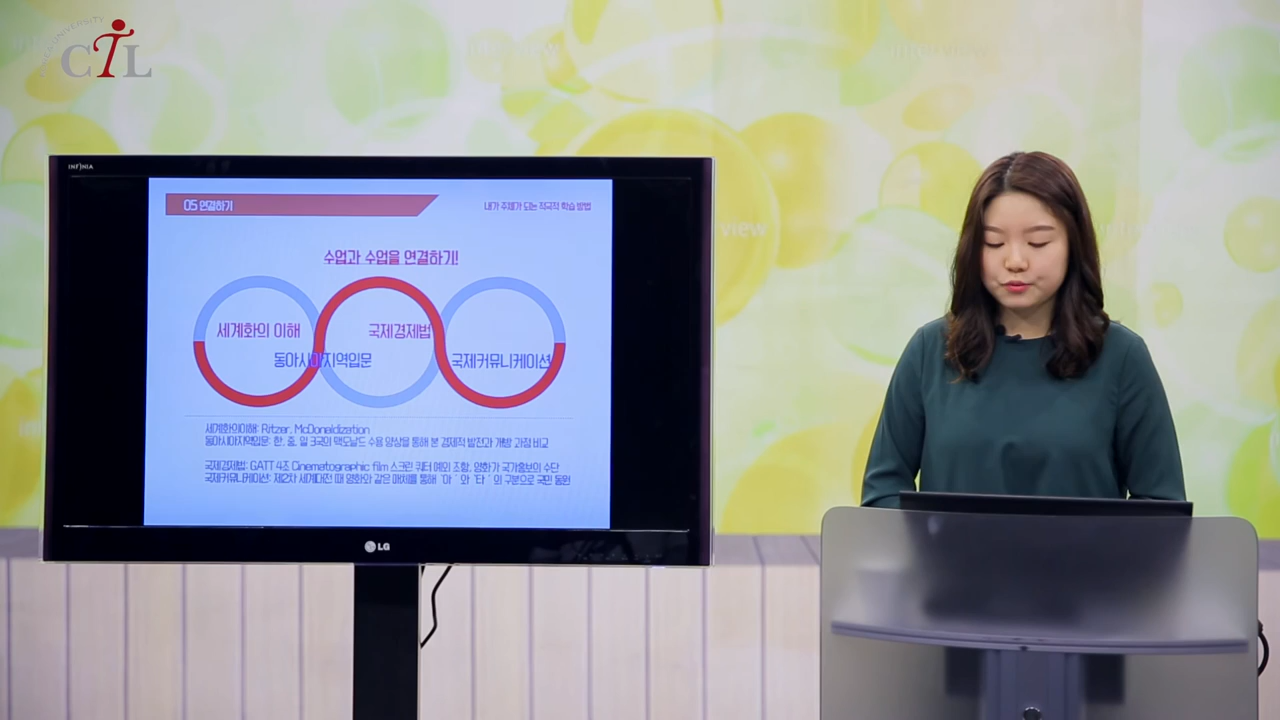 CTL
INFINIA
05 연결하기
내가 주체가 되는 적극적 학습 방법
수업과 수업을 연결하기!
세계화의 이해
국제경제법
동아시아지역입문
국제커뮤니케이션
세계화의이해: Ritzer, McDonaldization
동아시아지역입문: 한, 중, 일 3국의 맥도날드 수용 양상을 통해 본 경제적 발전과 개방 과정 비교
국제경제법: GATT 4조 Cinematographic film 스크린 쿼터 예외 조항, 영화가 국가홍보의 수단
국제커뮤니케이션: 제2차 세계대전 때 영화와 같은 매체를 통해 '아' 와 '타' 의 구분으로 국민 동원
LG
view